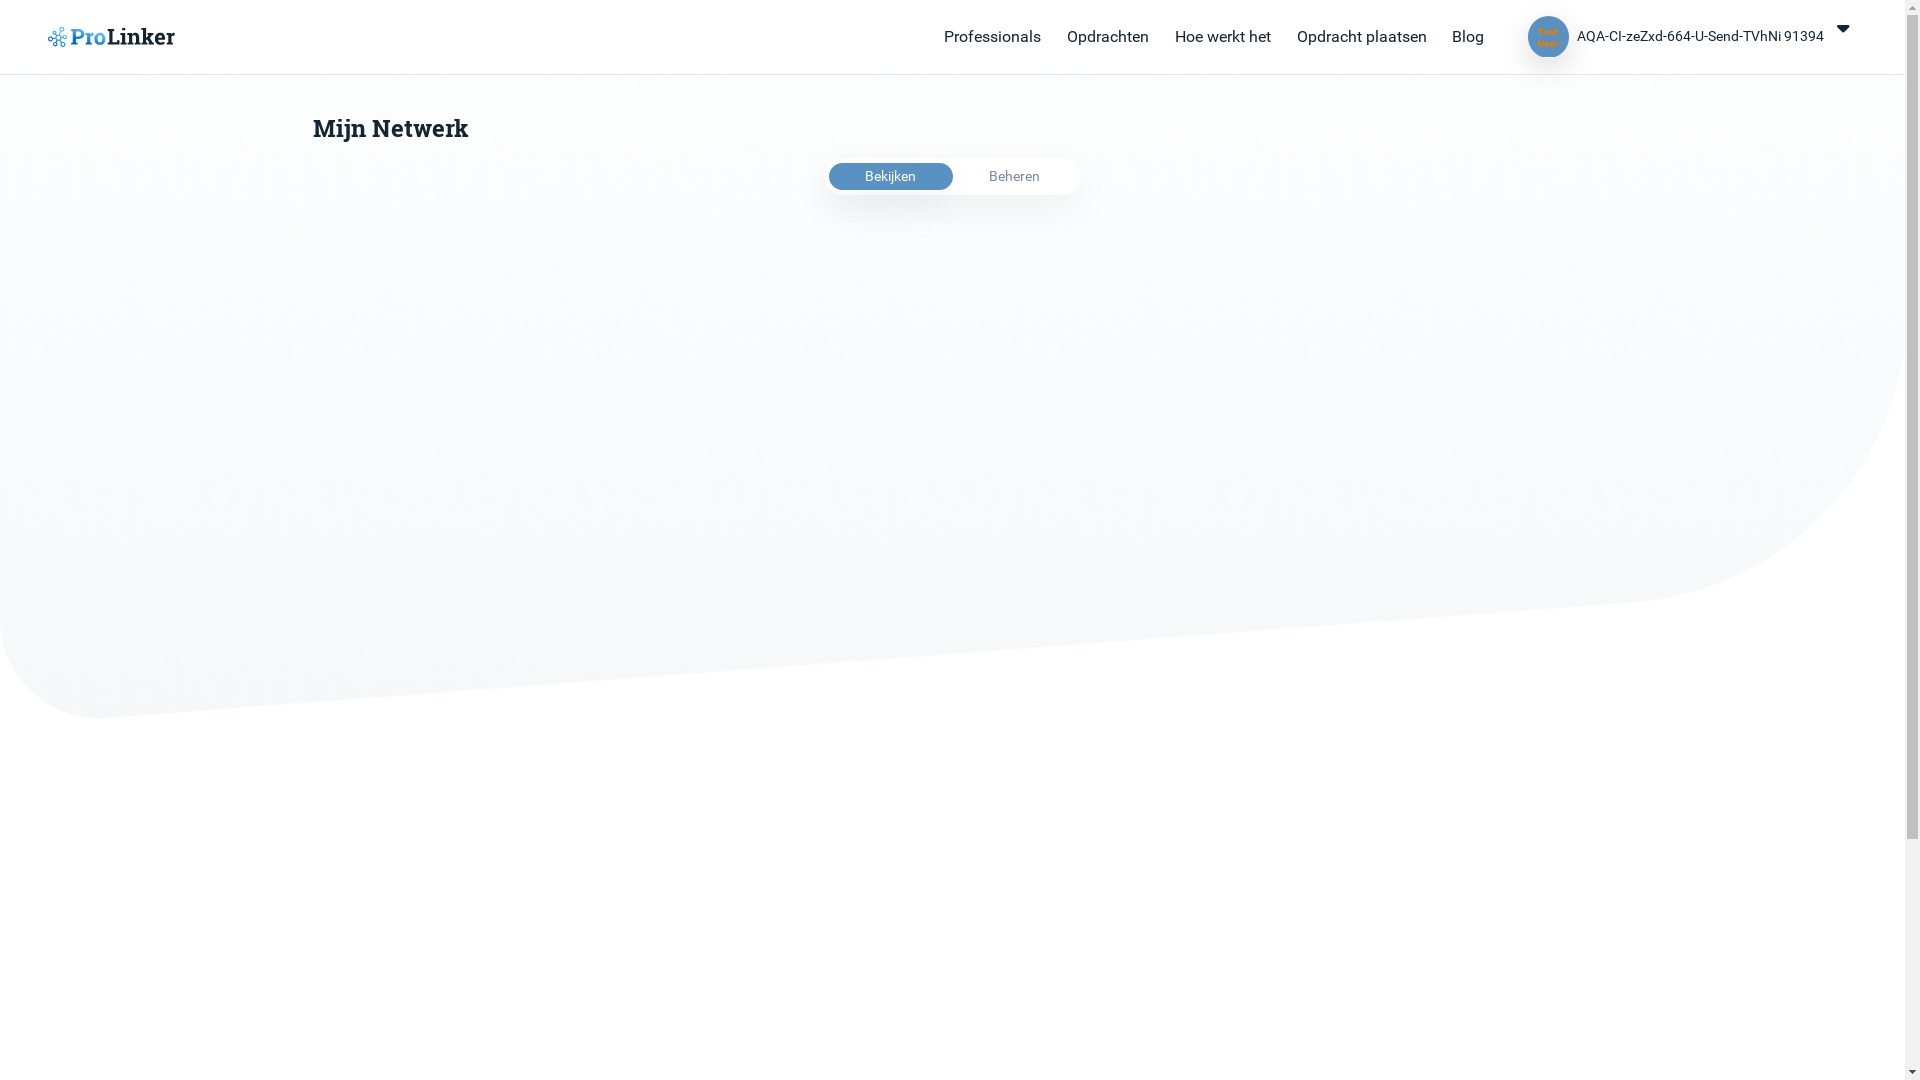 ProLinker
Professionals
Opdrachten
Hoe werkt het
Opdracht plaatsen
Blog
Test
User
AQA-CI-zeZxd-664-U-Send-TVhNi 91394
Mijn Netwerk
Bekijken
Beheren